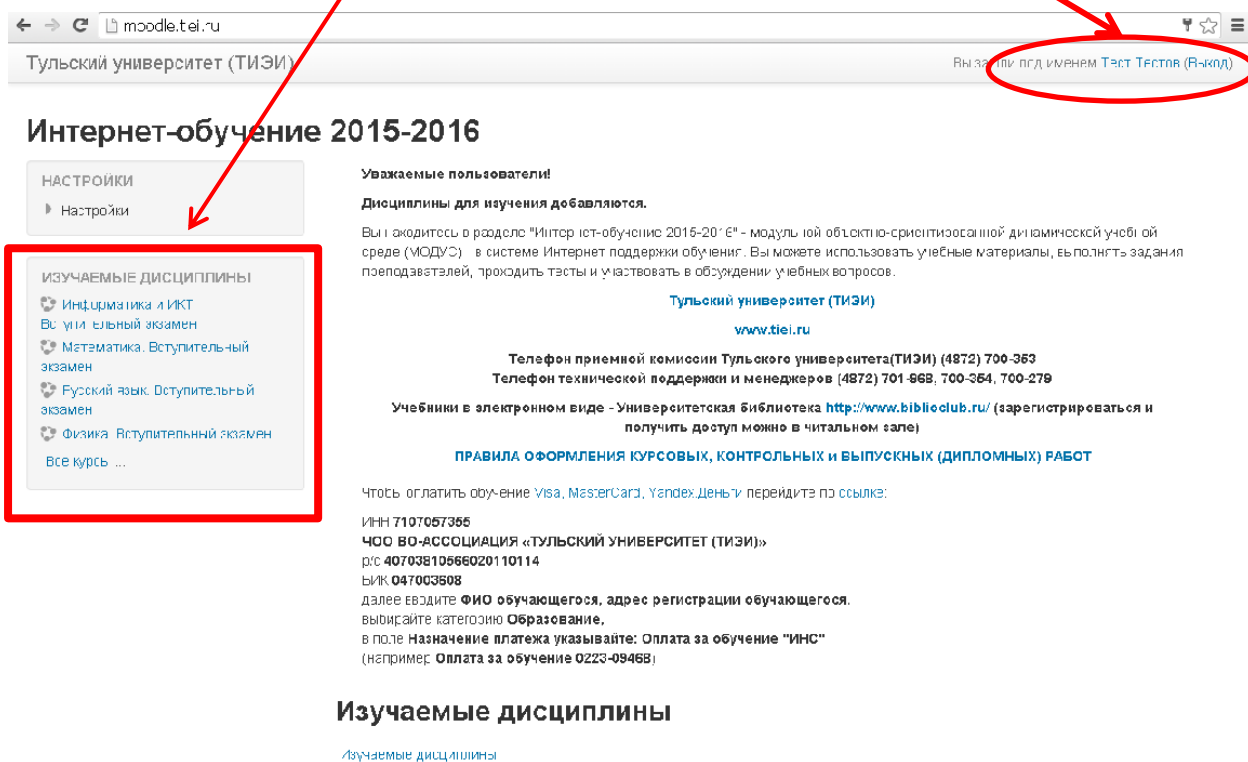 moodle.tiei.ru
Тульский университет (ТИЭИ)
Вы зашли под именем Тест Тестов (Выход)
Интернет-обучение 2015-2016
НАСТРОЙКИ
Настройки
ИЗУЧАЕМЫЕ ДИСЦИПЛИНЫ
Информатика и ИКТ
Вступительный экзамен
Математика. Вступительный
экзамен
Русский язык. Вступительный
экзамен
Физика. Вступительный экзамен
Все курсы ...
Уважаемые пользователи!
Дисциплины для изучения добавляются.
Вы находитесь в разделе "Интернет-обучение 2015-2016" - модульной объектно-ориентированной динамической учебной
среде (МОДУС) в системе Интернет поддержки обучения. Вы можете использовать учебные материалы, выполнять задания
преподавателей, проходить тесты и участвовать в обсуждении учебных вопросов.
Тульский университет (ТИЭИ)
www.tiei.ru
Телефон приемной комиссии Тульского университета(ТИЭИ) (4872) 700-353
Телефон технической поддержки и менеджеров (4872) 701-968, 700-354, 700-279
Учебники в электронном виде - Университетская библиотека http://www.biblioclub.ru/ (зарегистрироваться и
получить доступ можно в читальном зале)
ПРАВИЛА ОФОРМЛЕНИЯ КУРСОВЫХ, КОНТРОЛЬНЫХ и ВЫПУСКНЫХ (ДИПЛОМНЫХ) РАБОТ
Чтобы оплатить обучение Visa, MasterCard, Yandex.Деньги перейдите по ссылке:
ИНН 7107057355
ЧОО ВО-АССОЦИАЦИЯ «ТУЛЬСКИЙ УНИВЕРСИТЕТ (ТИЭИ)»
р/с 40703810566020110114
БИК 047003608
далее вводите ФИО обучающегося, адрес регистрации обучающегося.
выбирайте категорию Образование,
в поле Назначение платежа указывайте: Оплата за обучение "ИНС"
(например Оплата за обучение 0223-09468)
Изучаемые дисциплины
Изучаемые дисциплины